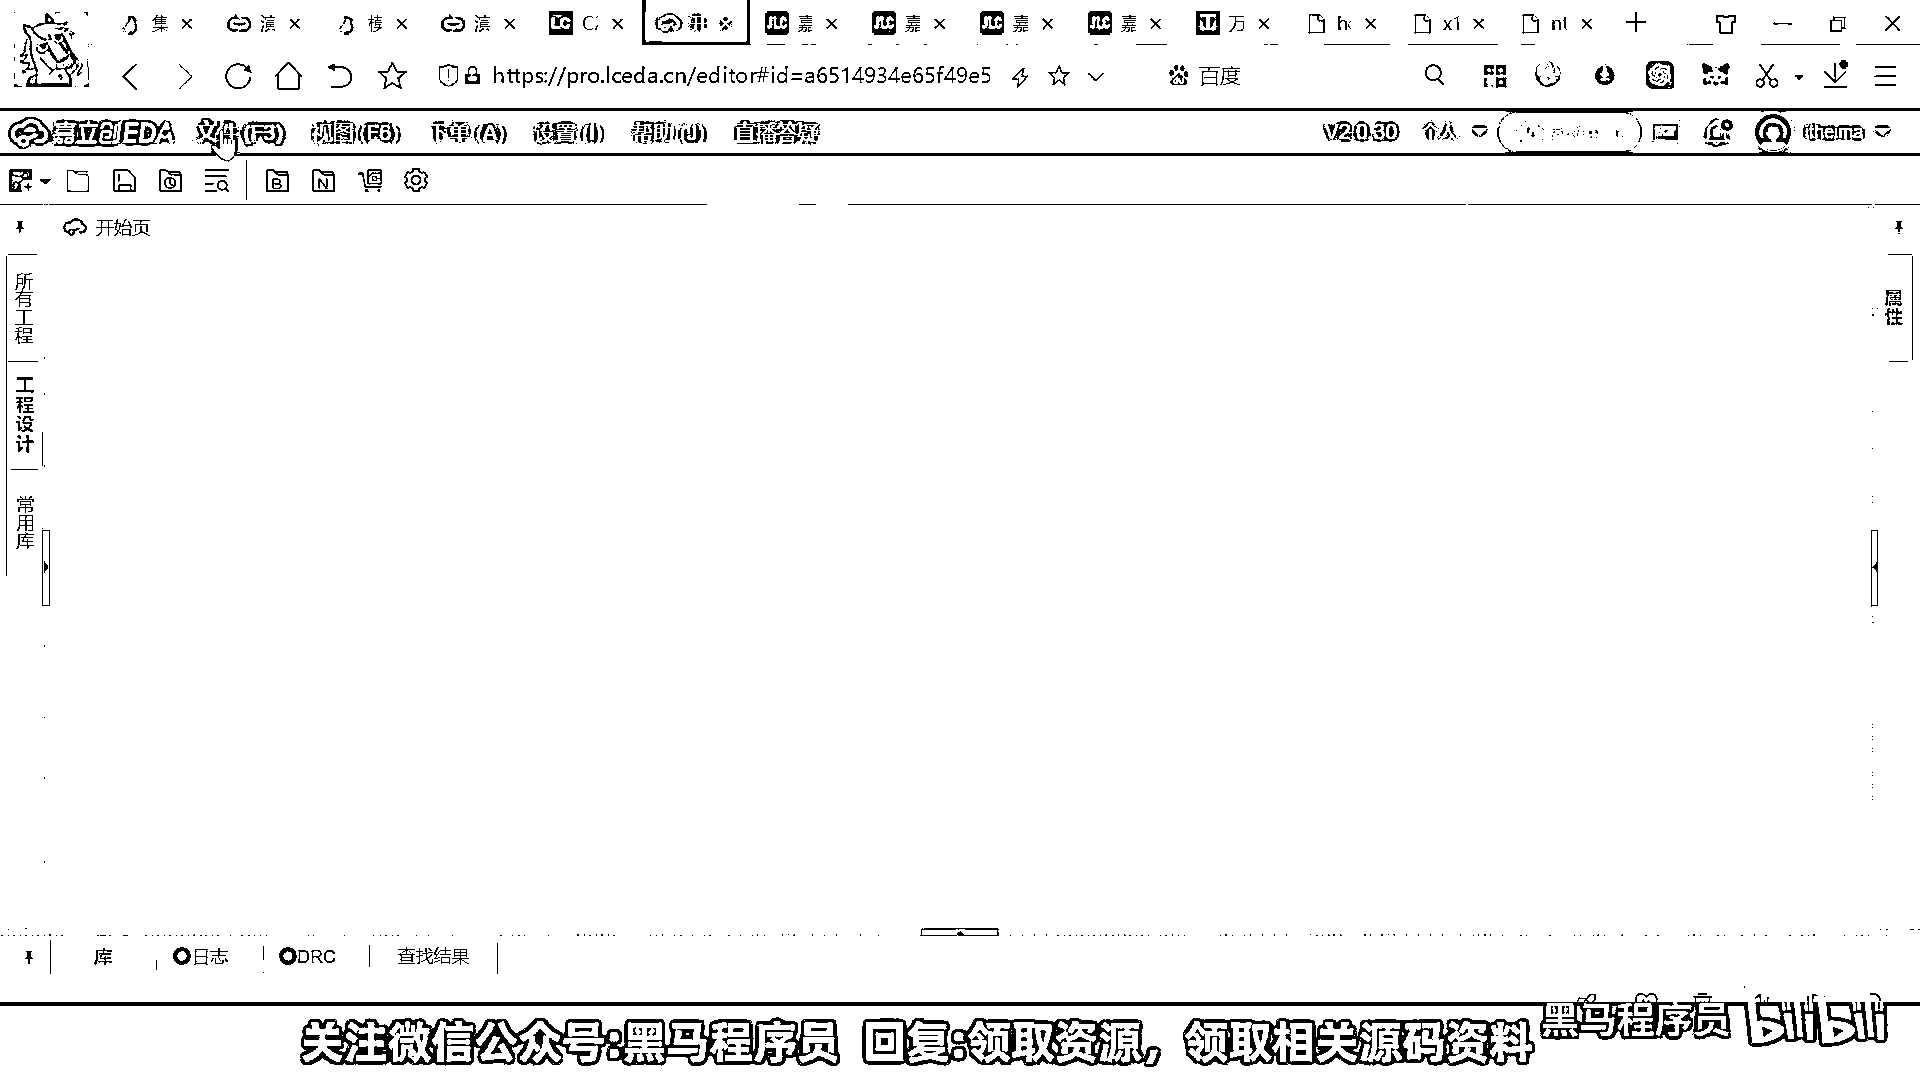 集 滇 棱 滇 嘉 嘉 嘉 嘉 万 x1 nt
https://pro.lceda.cn/editor#id=a6514934e65f49e5 百度
嘉立创EDA 文件(F3) 视图(F6) 下单(A) 设置(I) 帮助(J) 直播答疑 V2.0.30 个人 ithema
开始页
所有工程
工程设计
常用库
属性
库 日志 DRC 查找结果
黑马程序员 bilibili
关注微信公众号:黑马程序员 回复:领取资源，领取相关源码资料